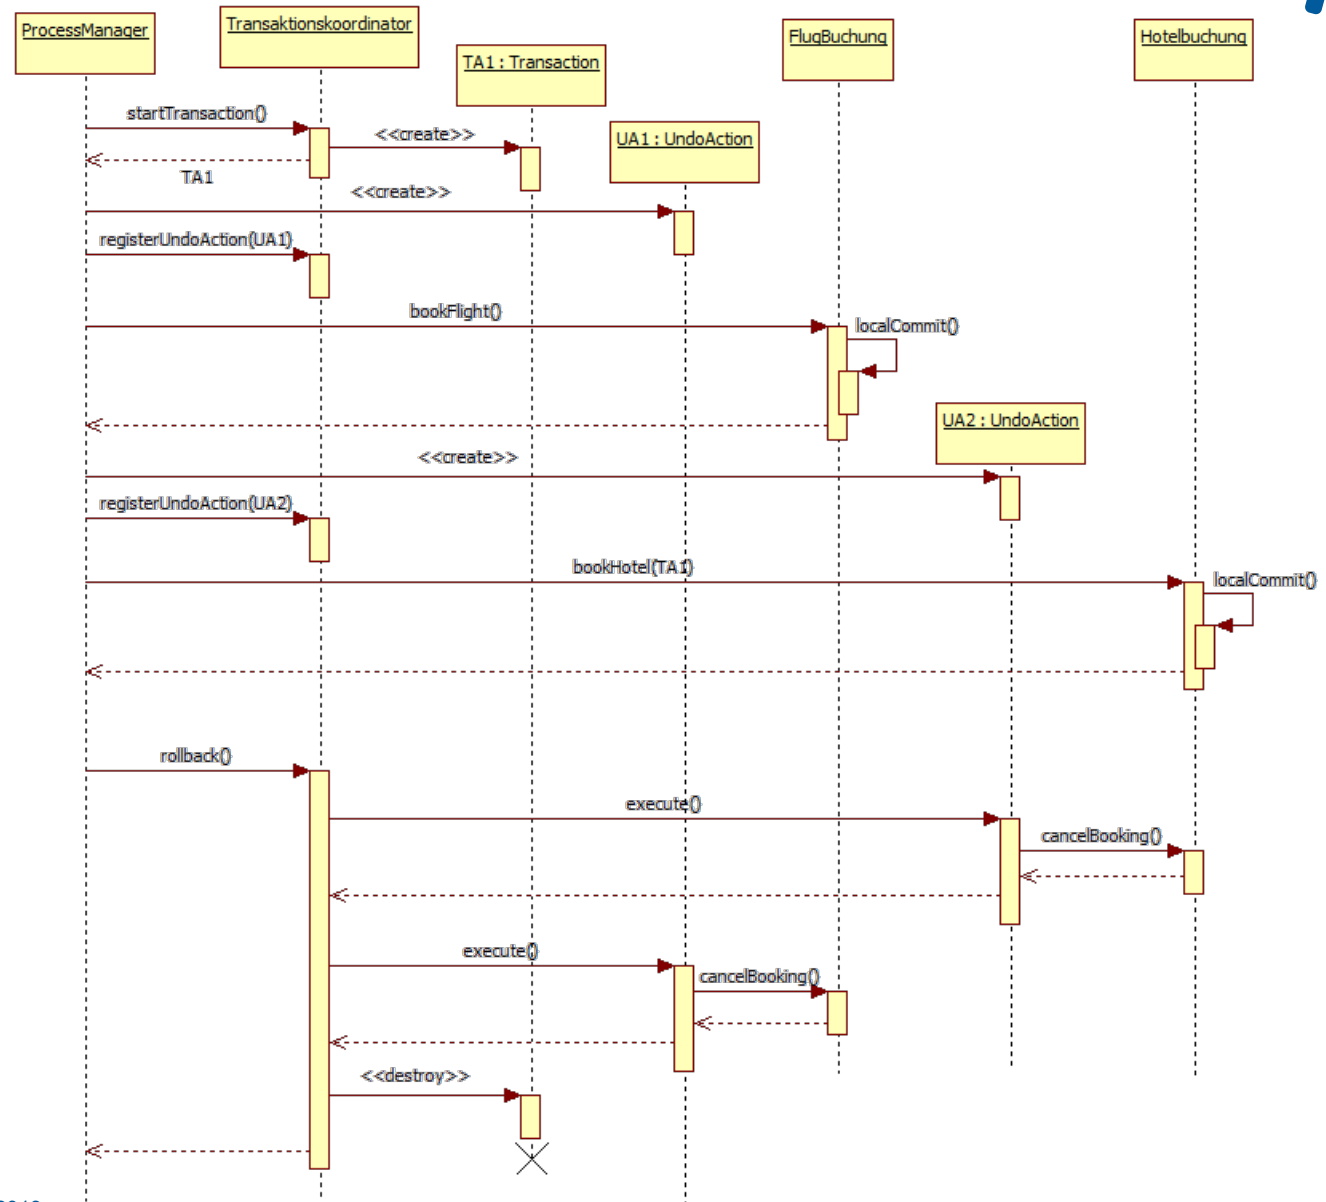 ProcessManager
Transaktionskoordinator
TA1 : Transaction
FlugBuchung
Hotelbuchung
startTransaction()
<<create>>
UA1 : UndoAction
TA1
<<create>>
registerUndoAction(UA1)
bookFlight()
localCommit()
UA2 : UndoAction
<<create>>
registerUndoAction(UA2)
bookHotel(TA1)
localCommit()
rollback()
execute()
cancelBooking()
execute()
cancelBooking()
<<destroy>>